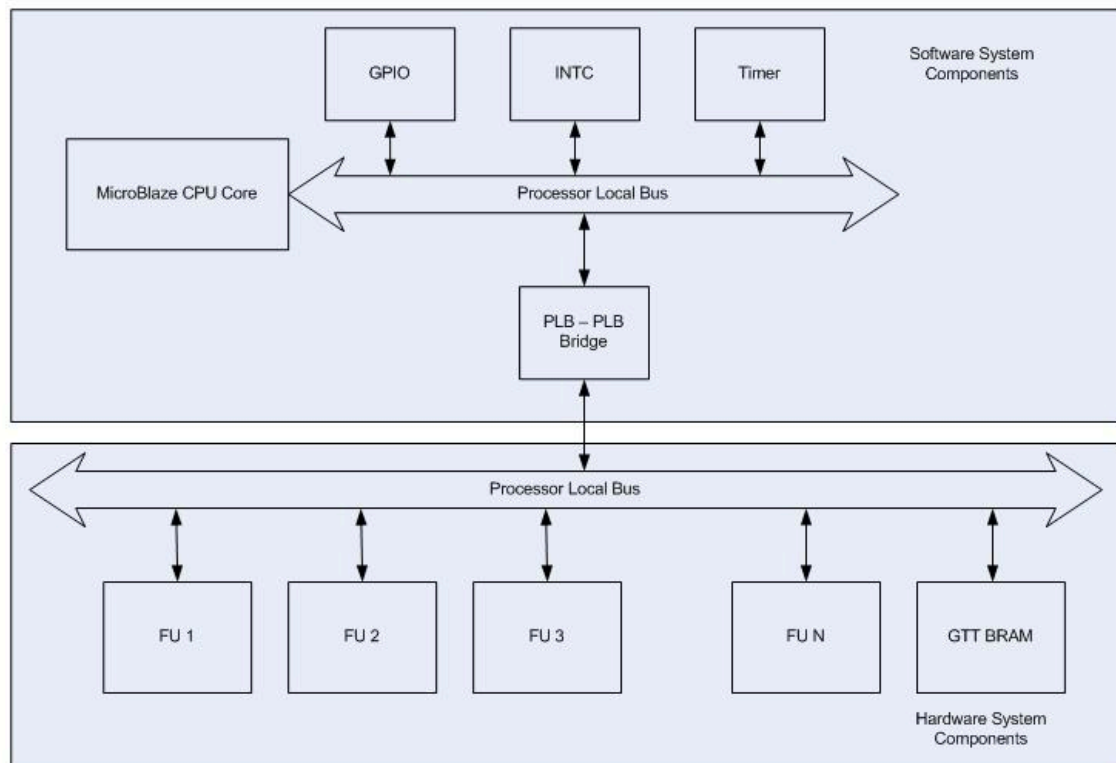 GPIO
INTC
Timer
Software System
Components
MicroBlaze CPU Core
Processor Local Bus
PLB – PLB
Bridge
Processor Local Bus
FU 1
FU 2
FU 3
FU N
GTT BRAM
Hardware System
Components